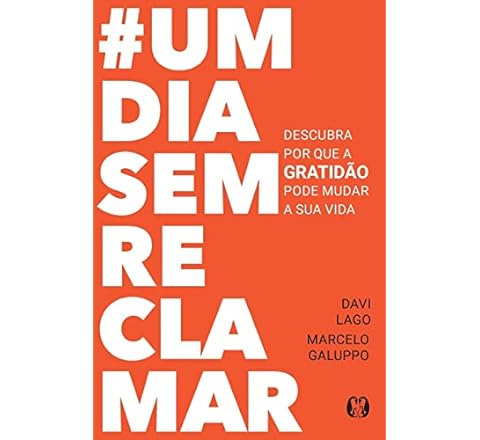 #UM
DIA
SEM
RE
CLA
MAR
DESCUBRA
POR QUE A
GRATIDÃO
PODE MUDAR
A SUA VIDA
DAVI
LAGO
MARCELO
GALUPPO